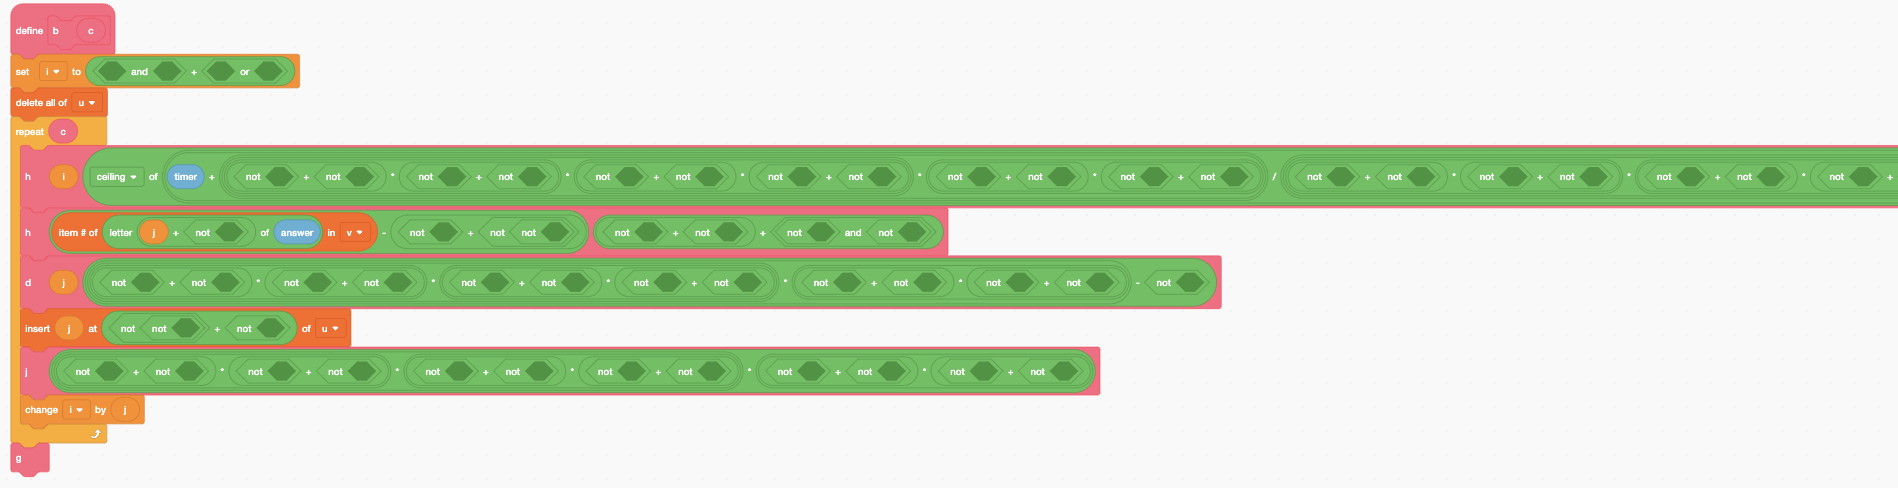 define b c
set i to and + or
delete all of u
repeat c
h i ceiling of timer + not + not * not + not * not + not * not + not * not + not * not + not / not + not * not + not * not + not * not +
h item # of letter j + not of answer in v - not + not not not + not + not and not
d j not + not * not + not * not + not * not + not * not + not * not + not - not
insert j at not not + not of u
j not + not * not + not * not + not * not + not * not + not * not + not
change i by j
g